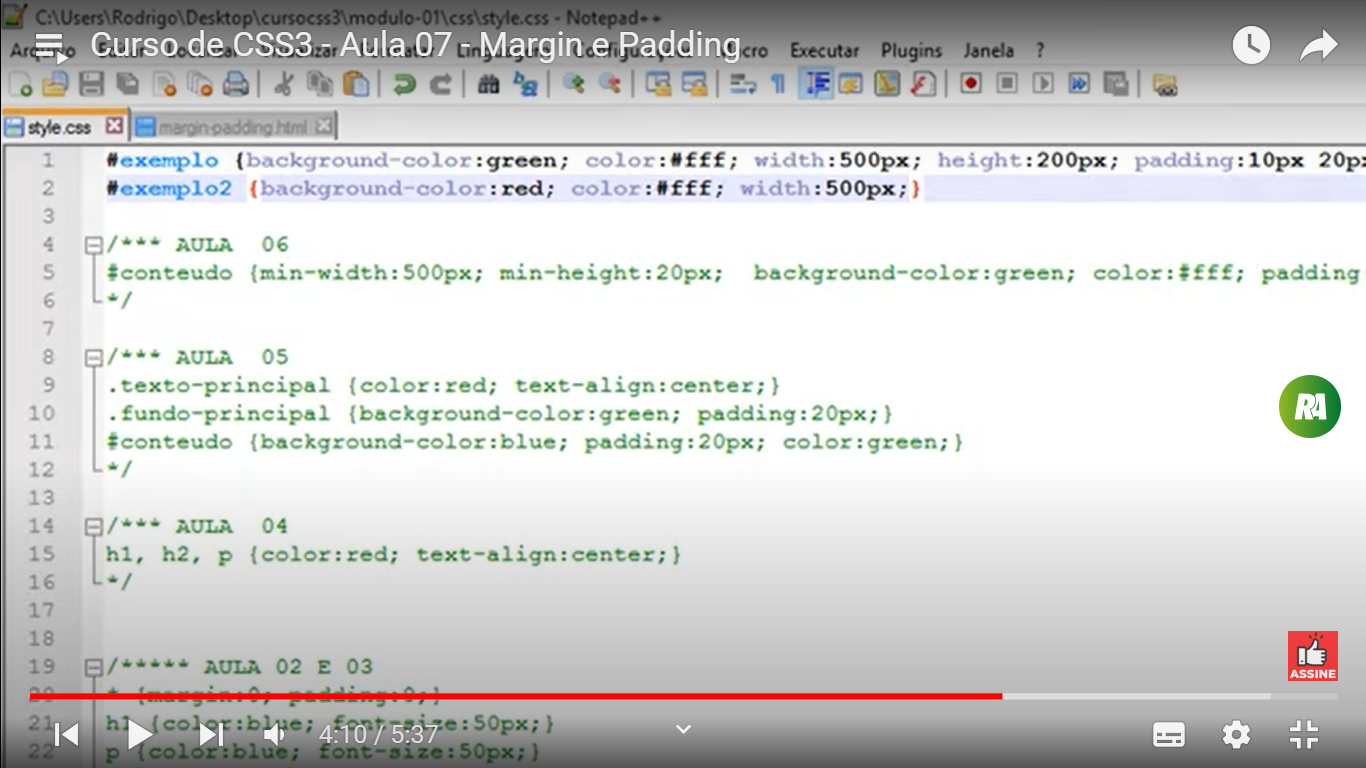 C:\Users\Rodrigo\Desktop\cursocss3\modulo-01\css\style.css - Notepad++
Curso de CSS3 - Aula 07 - Margin e Padding
Executar Plugins Janela ?
style.css margin-padding.html
1 #exemplo {background-color:green; color:#fff; width:500px; height:200px; padding:10px 20px
2 #exemplo2 {background-color:red; color:#fff; width:500px;}
3
4 /*** AULA 06
5 #conteudo {min-width:500px; min-height:20px; background-color:green; color:#fff; padding
6 */
7
8 /*** AULA 05
9 .texto-principal {color:red; text-align:center;}
10 .fundo-principal {background-color:green; padding:20px;}
11 #conteudo {background-color:blue; padding:20px; color:green;}
12 */
13
14 /*** AULA 04
15 h1, h2, p {color:red; text-align:center;}
16 */
17
18
19 /***** AULA 02 E 03
20 * {margin:0; padding:0;}
21 h1 {color:blue; font-size:50px;}
22 p {color:blue; font-size:50px;}
4:10 / 5:37
RA
ASSINE